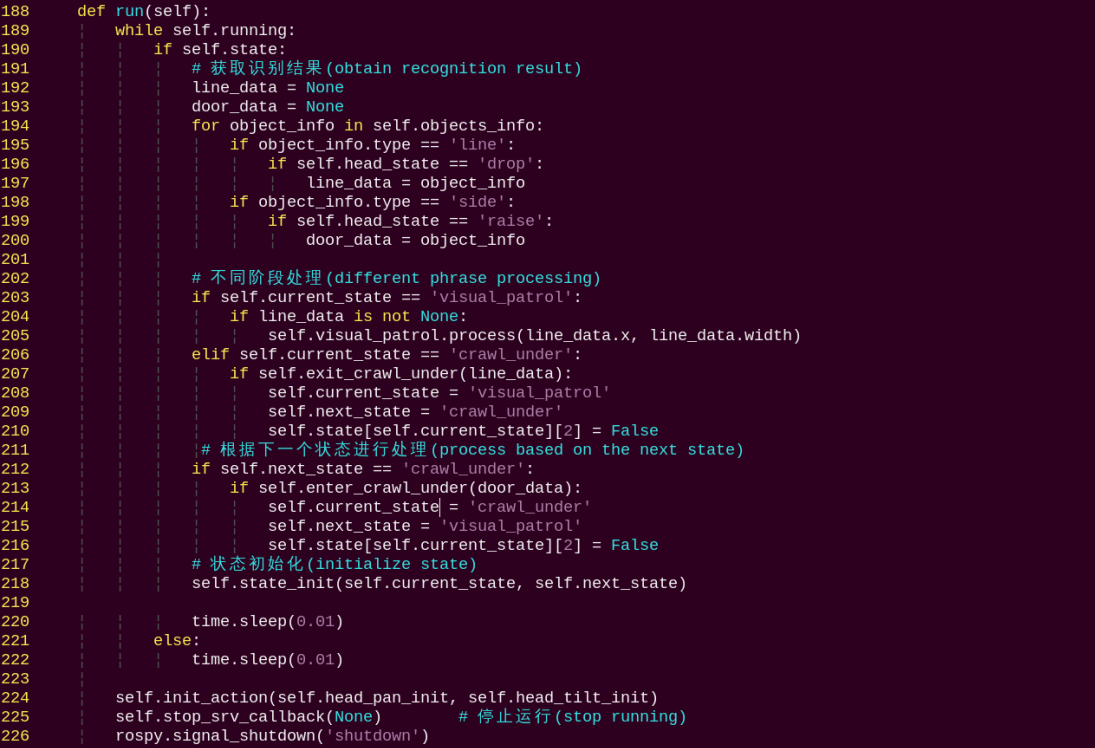 188     def run(self):
189         while self.running:
190             if self.state:
191                 # 获取识别结果(obtain recognition result)
192                 line_data = None
193                 door_data = None
194                 for object_info in self.objects_info:
195                     if object_info.type == 'line':
196                         if self.head_state == 'drop':
197                             line_data = object_info
198                     if object_info.type == 'side':
199                         if self.head_state == 'raise':
200                             door_data = object_info
201
202                 # 不同阶段处理(different phrase processing)
203                 if self.current_state == 'visual_patrol':
204                     if line_data is not None:
205                         self.visual_patrol.process(line_data.x, line_data.width)
206                 elif self.current_state == 'crawl_under':
207                     if self.exit_crawl_under(line_data):
208                         self.current_state = 'visual_patrol'
209                         self.next_state = 'crawl_under'
210                         self.state[self.current_state][2] = False
211                  # 根据下一个状态进行处理(process based on the next state)
212                 if self.next_state == 'crawl_under':
213                     if self.enter_crawl_under(door_data):
214                         self.current_state = 'crawl_under'
215                         self.next_state = 'visual_patrol'
216                         self.state[self.current_state][2] = False
217                 # 状态初始化(initialize state)
218                 self.state_init(self.current_state, self.next_state)
219
220                 time.sleep(0.01)
221             else:
222                 time.sleep(0.01)
223
224         self.init_action(self.head_pan_init, self.head_tilt_init)
225         self.stop_srv_callback(None)        # 停止运行(stop running)
226         rospy.signal_shutdown('shutdown')